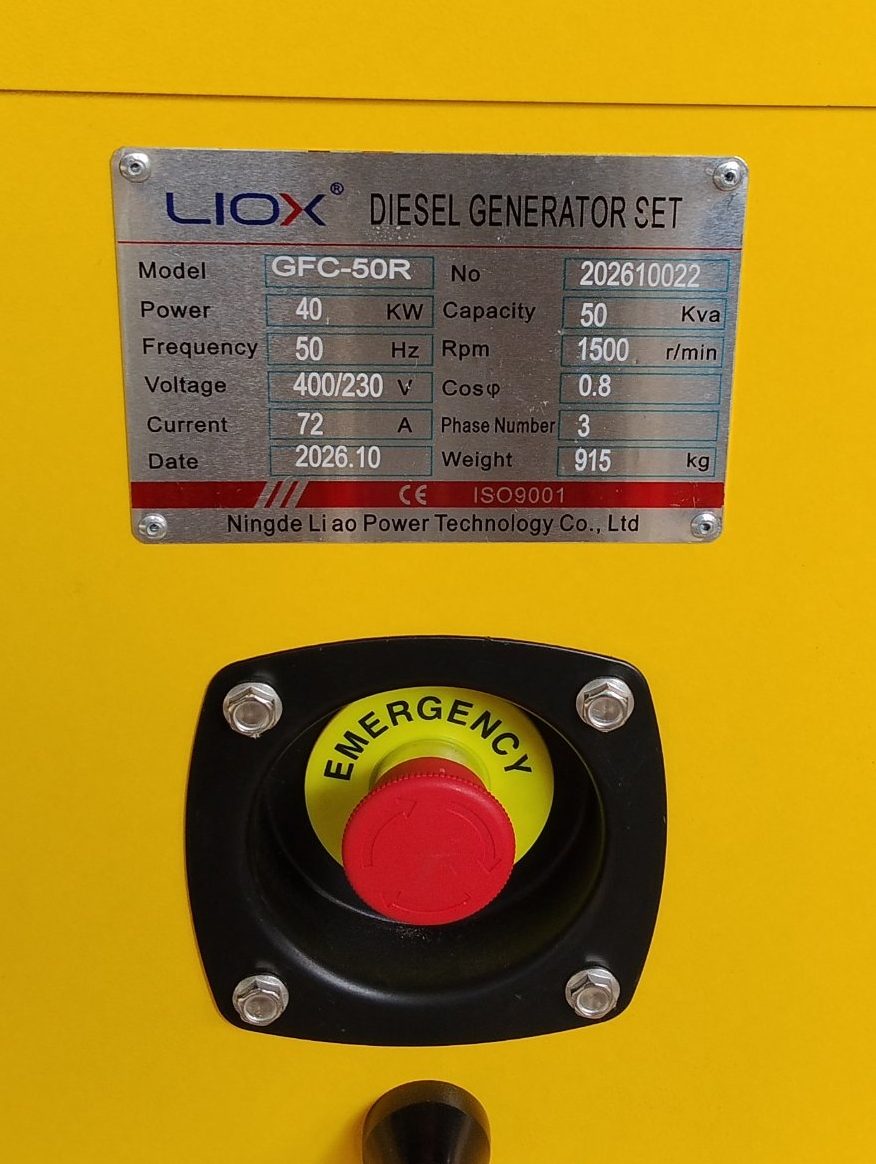 LIOX® DIESEL GENERATOR SET
Model GFC-50R No 202610022
Power 40 KW Capacity 50 Kva
Frequency 50 Hz Rpm 1500 r/min
Voltage 400/230 V Cosφ 0.8
Current 72 A Phase Number 3
Date 2026.10 Weight 915 kg
CE ISO9001
Ningde Li ao Power Technology Co., Ltd
EMERGENCY